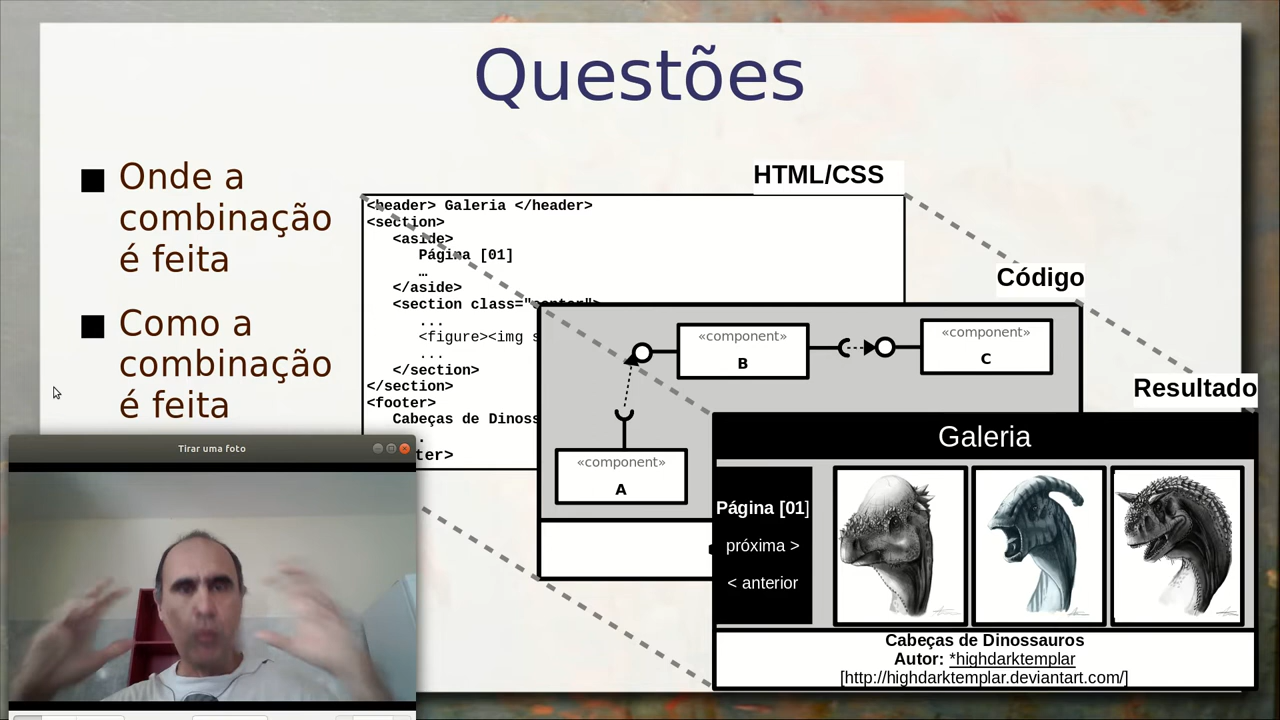 Questões
Onde a
combinação
é feita
Como a
combinação
é feita
HTML/CSS
<header> Galeria </header>
<section>
<aside>
Página [01]
…
</aside>
<section class="center">
...
<figure><img s
...
</section>
</section>
<footer>
Cabeças de Dinoss
.
ter>
Código
«component»
B
«component»
C
«component»
A
Resultado
Galeria
Página [01]
próxima >
< anterior
Cabeças de Dinossauros
Autor: *highdarktemplar
[http://highdarktemplar.deviantart.com/]
Tirar uma foto